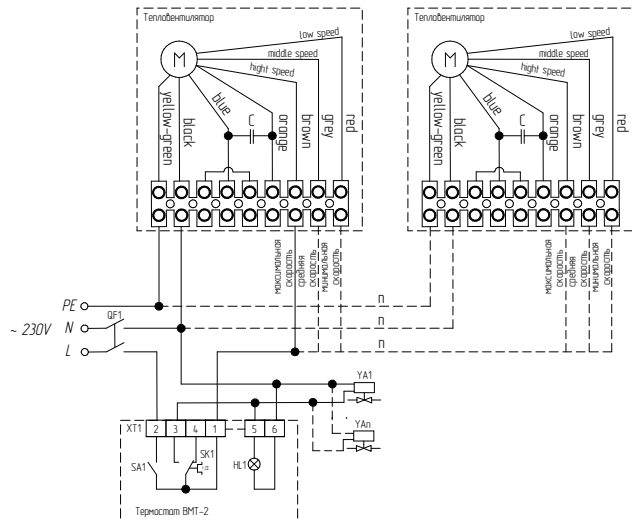 Тепловентилятор
M
low speed
middle speed
hight speed
yellow-green
black
blue
C
orange
brown
grey
red
максимальная
скорость
средняя
скорость
минимальная
скорость
Тепловентилятор
M
low speed
middle speed
hight speed
yellow-green
black
blue
C
orange
brown
grey
red
максимальная
скорость
средняя
скорость
минимальная
скорость
PE
n
~ 230V N
QF1
n
L
n
YA1
YAn
XT1 2 3 4 1 5 6
SA1
SK1
HL1
Термостат ВМТ-2